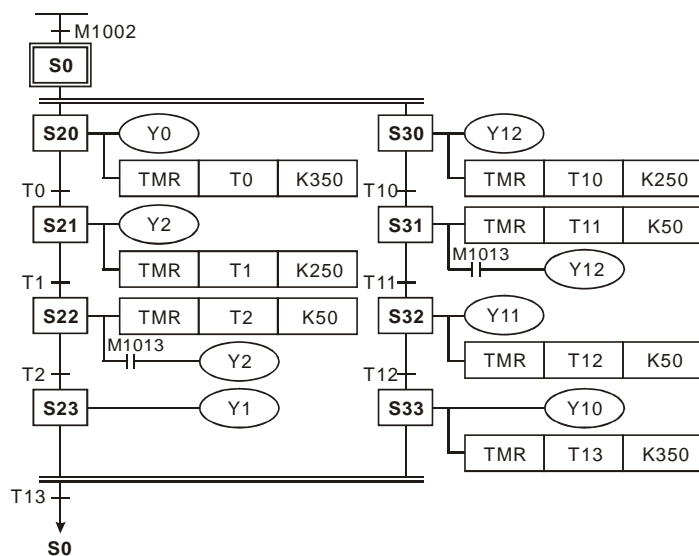 M1002
S0
S20 Y0 S30 Y12
TMR T0 K350 TMR T10 K250
T0 T10
S21 Y2 S31 TMR T11 K50
M1013 Y12
TMR T1 K250
T1 T11
S22 TMR T2 K50 S32 Y11
M1013 Y2
TMR T12 K50
T2 T12
S23 Y1 S33 Y10
TMR T13 K350
T13
S0